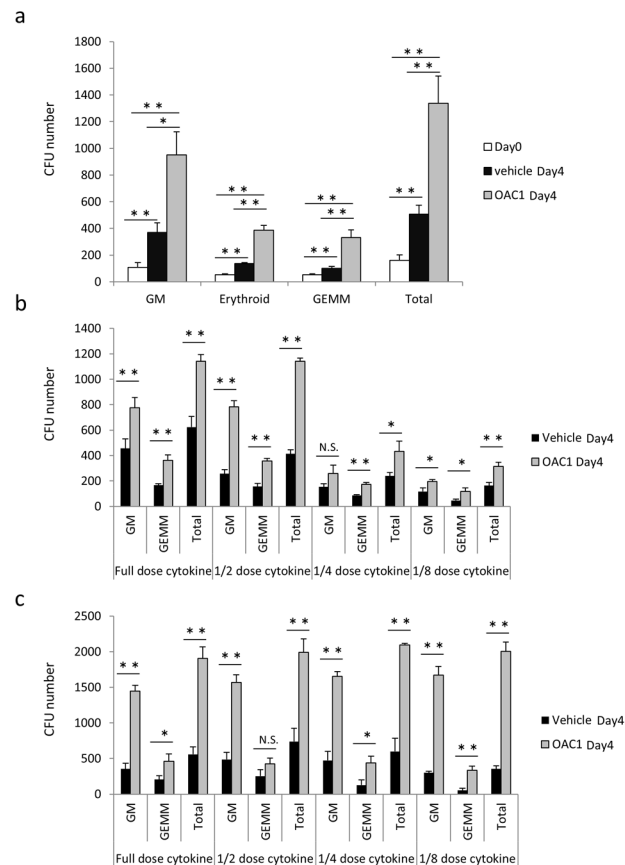 a
CFU number
1800
1600
1400
1200
1000
800
600
400
200
0
* *
*
* *
* *
* *
* *
* *
* *
* *
* *
* *
* *
GM
Erythroid
GEMM
Total
Day0
vehicle Day4
OAC1 Day4
b
CFU number
1400
1200
1000
800
600
400
200
0
* *
* *
* *
* *
* *
* *
N.S.
* *
*
*
*
* *
GM
GEMM
Total
GM
GEMM
Total
GM
GEMM
Total
GM
GEMM
Total
Full dose cytokine
1/2 dose cytokine
1/4 dose cytokine
1/8 dose cytokine
Vehicle Day4
OAC1 Day4
c
CFU number
2500
2000
1500
1000
500
0
* *
*
* *
* *
N.S.
* *
* *
*
* *
* *
* *
* *
GM
GEMM
Total
GM
GEMM
Total
GM
GEMM
Total
GM
GEMM
Total
Full dose cytokine
1/2 dose cytokine
1/4 dose cytokine
1/8 dose cytokine
Vehicle Day4
OAC1 Day4